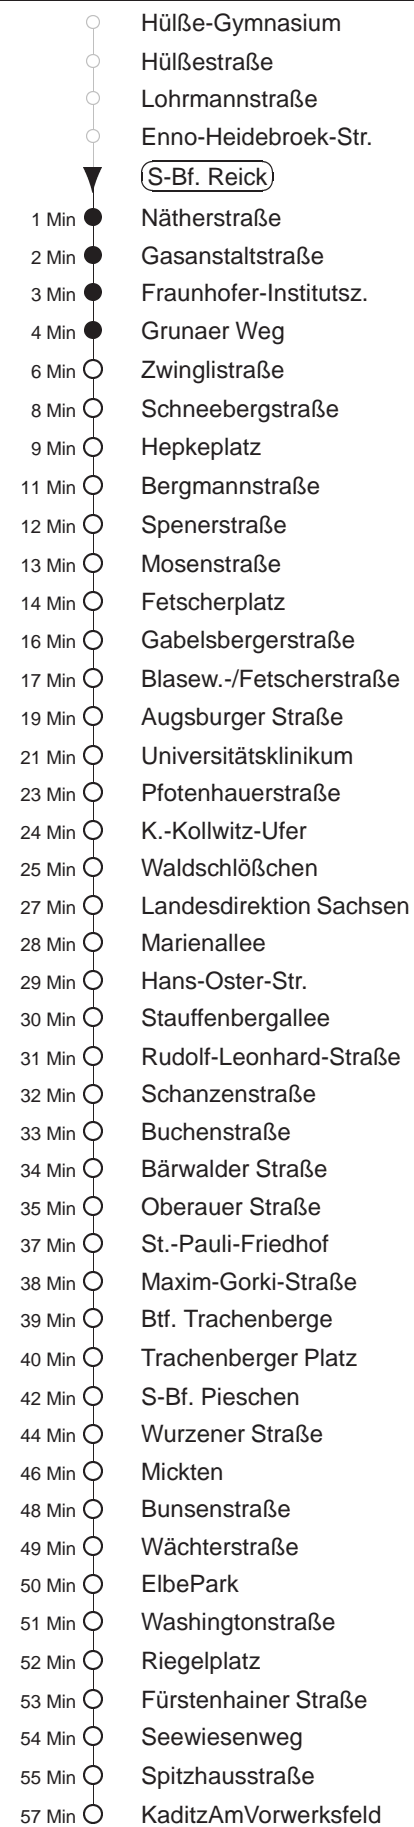 Hülße-Gymnasium
Hülßestraße
Lohrmannstraße
Enno-Heidebroek-Str.
S-Bf. Reick
1 Min Nätherstraße
2 Min Gasanstaltstraße
3 Min Fraunhofer-Institutsz.
4 Min Grunaer Weg
6 Min Zwinglistraße
8 Min Schneebergstraße
9 Min Hepkeplatz
11 Min Bergmannstraße
12 Min Spenerstraße
13 Min Mosenstraße
14 Min Fetscherplatz
16 Min Gabelsbergerstraße
17 Min Blasew.-/Fetscherstraße
19 Min Augsburger Straße
21 Min Universitätsklinikum
23 Min Pfotenhauerstraße
24 Min K.-Kollwitz-Ufer
25 Min Waldschlößchen
27 Min Landesdirektion Sachsen
28 Min Marienallee
29 Min Hans-Oster-Str.
30 Min Stauffenbergallee
31 Min Rudolf-Leonhard-Straße
32 Min Schanzenstraße
33 Min Buchenstraße
34 Min Bärwalder Straße
35 Min Oberauer Straße
37 Min St.-Pauli-Friedhof
38 Min Maxim-Gorki-Straße
39 Min Btf. Trachenberge
40 Min Trachenberger Platz
42 Min S-Bf. Pieschen
44 Min Wurzener Straße
46 Min Mickten
48 Min Bunsenstraße
49 Min Wächterstraße
50 Min ElbePark
51 Min Washingtonstraße
52 Min Riegelplatz
53 Min Fürstenhainer Straße
54 Min Seewiesenweg
55 Min Spitzhausstraße
57 Min KaditzAmVorwerksfeld